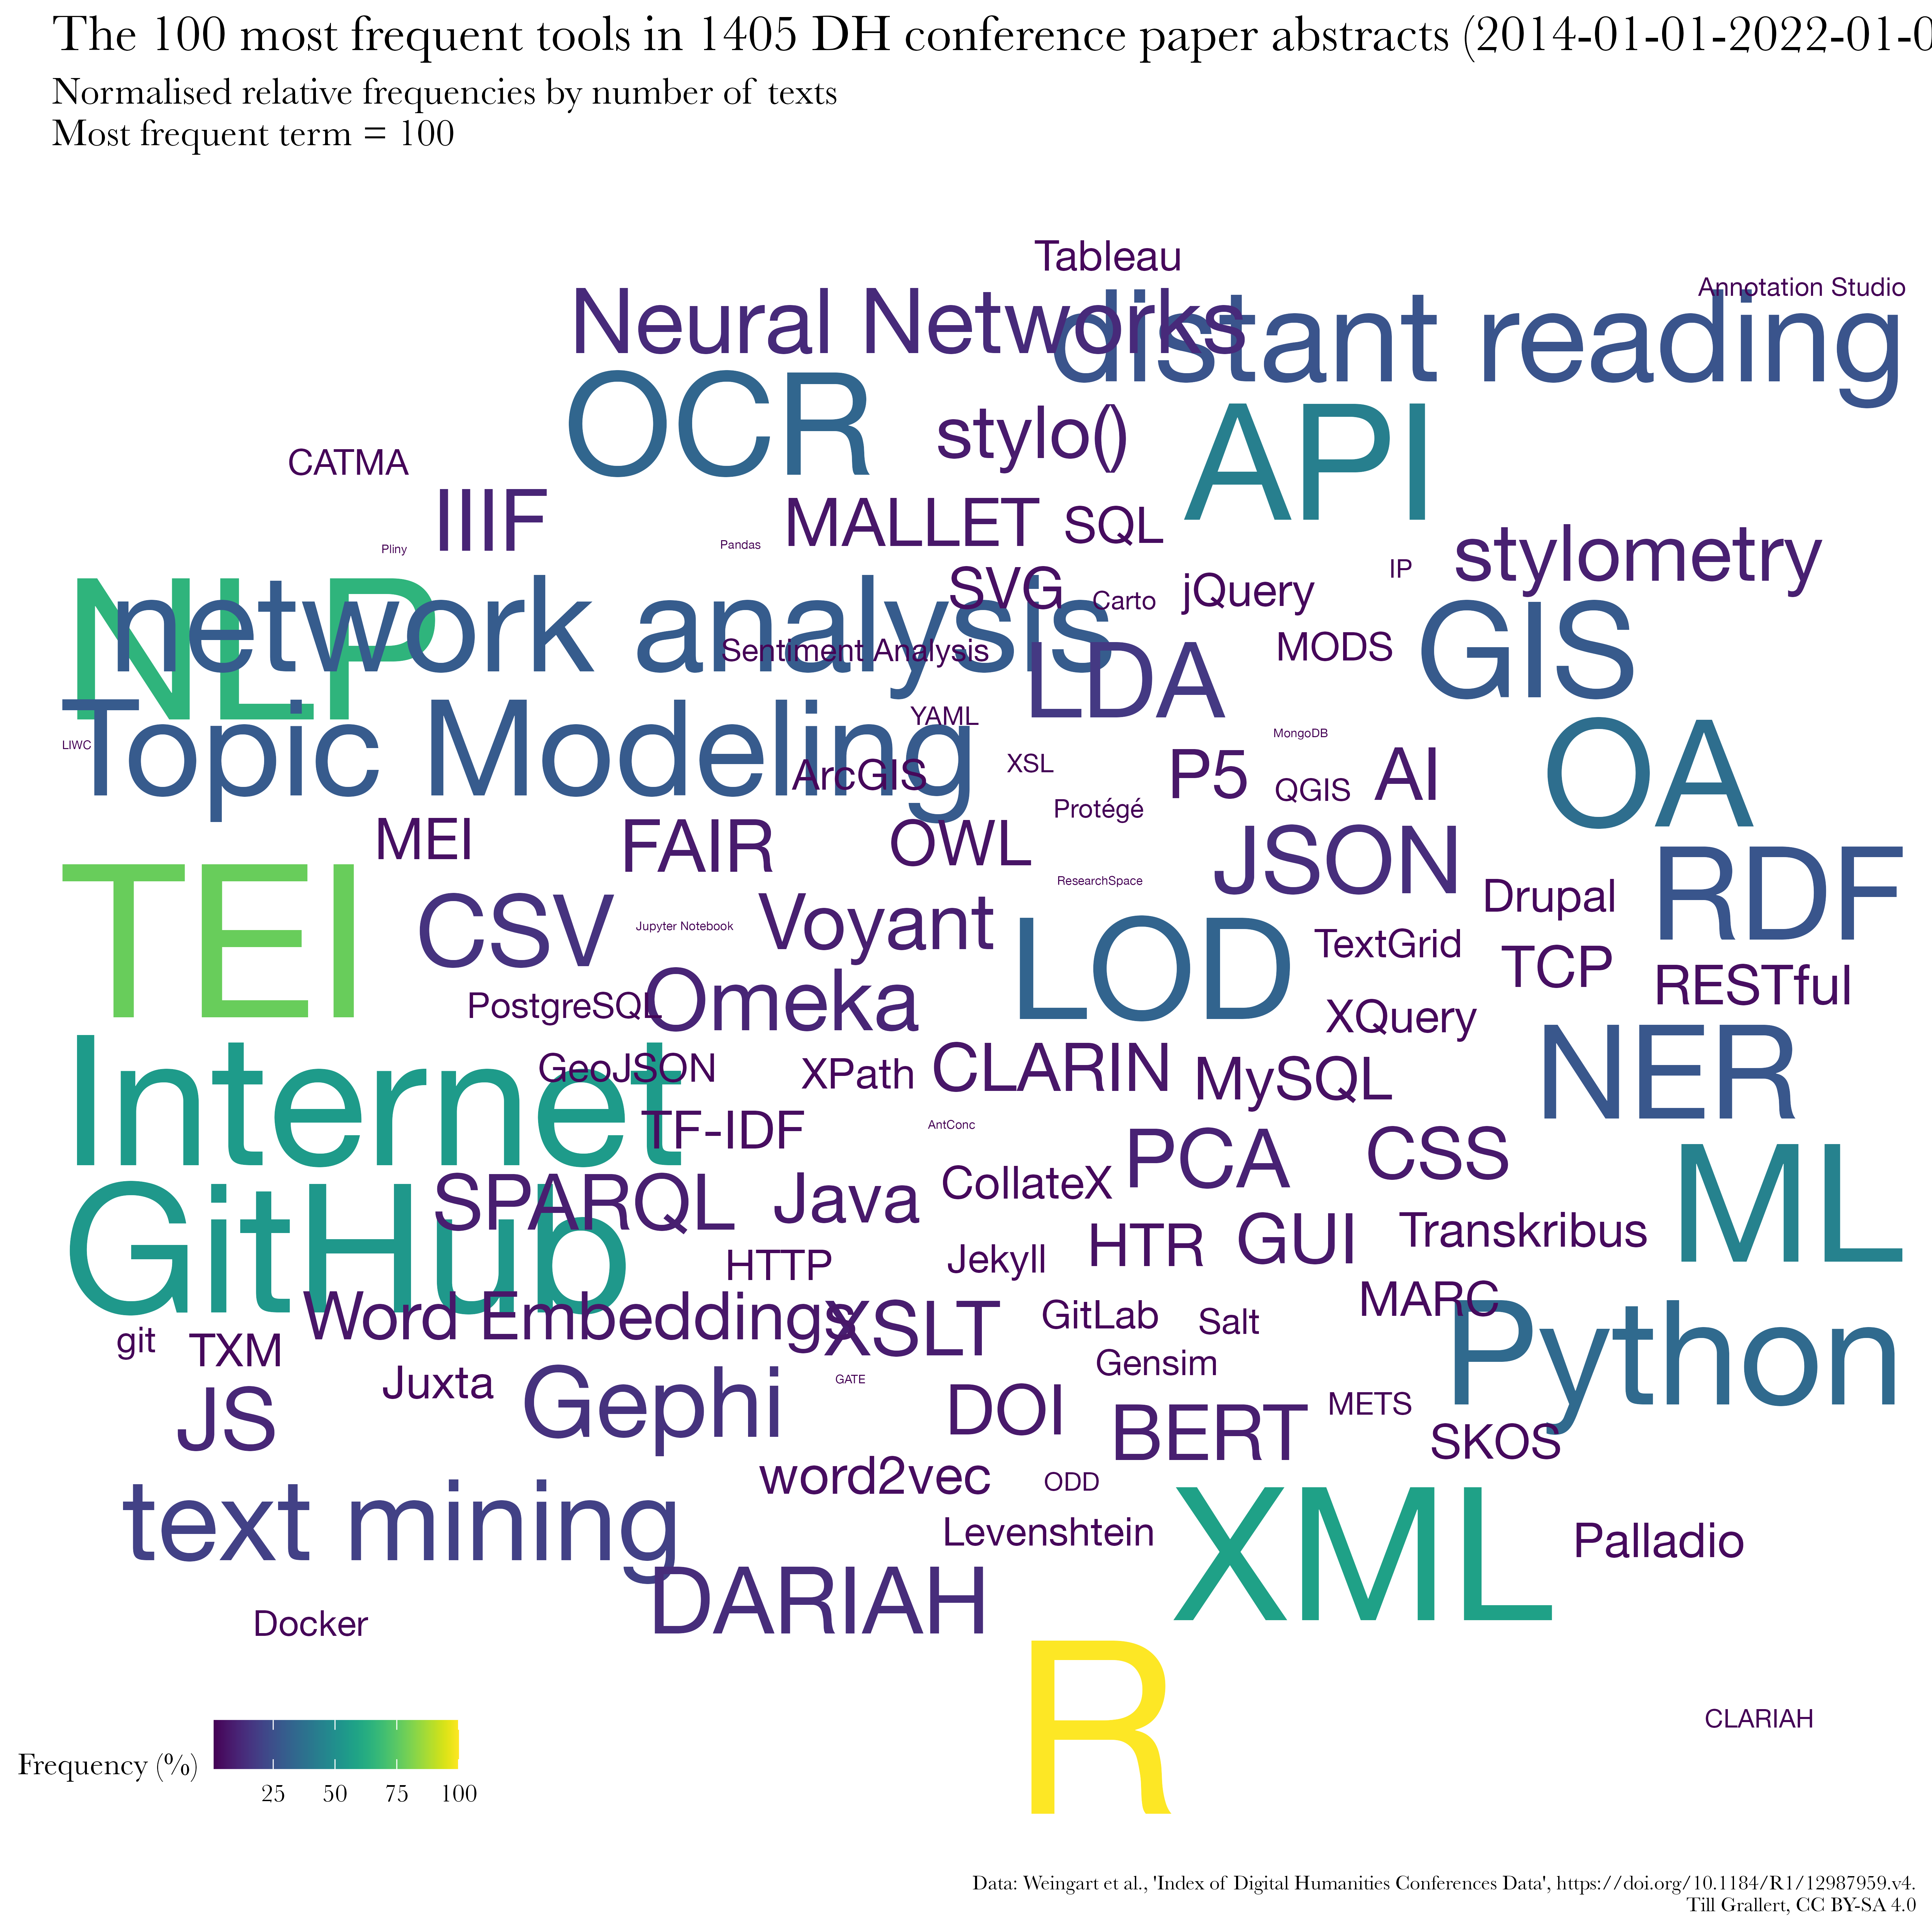 The 100 most frequent tools in 1405 DH conference paper abstracts (2014-01-01-2022-01-0
Normalised relative frequencies by number of texts
Most frequent term = 100
Tableau
Annotation Studio
Neural Networks
distant reading
OCR
stylo()
API
CATMA
IIIF
MALLET
SQL
Pliny
Pandas
stylometry
IP
SVG
Carto
jQuery
NLP
network analysis
Sentiment Analysis
MODS
GIS
LDA
YAML
Topic Modeling
LIWC
MongoDB
ArcGIS
XSL
P5
QGIS
AI
OA
Protégé
MEI
FAIR
OWL
JSON
ResearchSpace
Drupal
RDF
TEI
CSV
Jupyter Notebook
Voyant
LOD
TextGrid
TCP
RESTful
PostgreSQL
Omeka
XQuery
Internet
GeoJSON
XPath
CLARIN
MySQL
NER
TF-IDF
AntConc
PCA
CSS
ML
GitHub
SPARQL
Java
CollateX
HTR
GUI
Transkribus
HTTP
Jekyll
Word Embeddings
XSLT
GitLab
Salt
MARC
Python
git
TXM
Juxta
Gensim
GATE
JS
Gephi
DOI
BERT
METS
SKOS
word2vec
ODD
text mining
Levenshtein
XML
Palladio
DARIAH
Docker
R
CLARIAH
Frequency (%)
25 50 75 100
Data: Weingart et al., 'Index of Digital Humanities Conferences Data', https://doi.org/10.1184/R1/12987959.v4.
Till Grallert, CC BY-SA 4.0